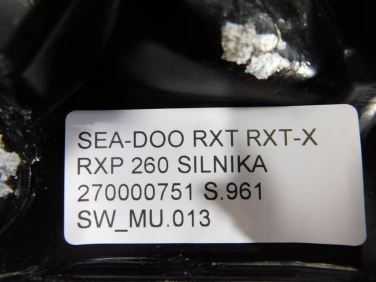 SEA-DOO RXT RXT-X
RXP 260 SILNIKA
270000751 S.961
SW_MU.013